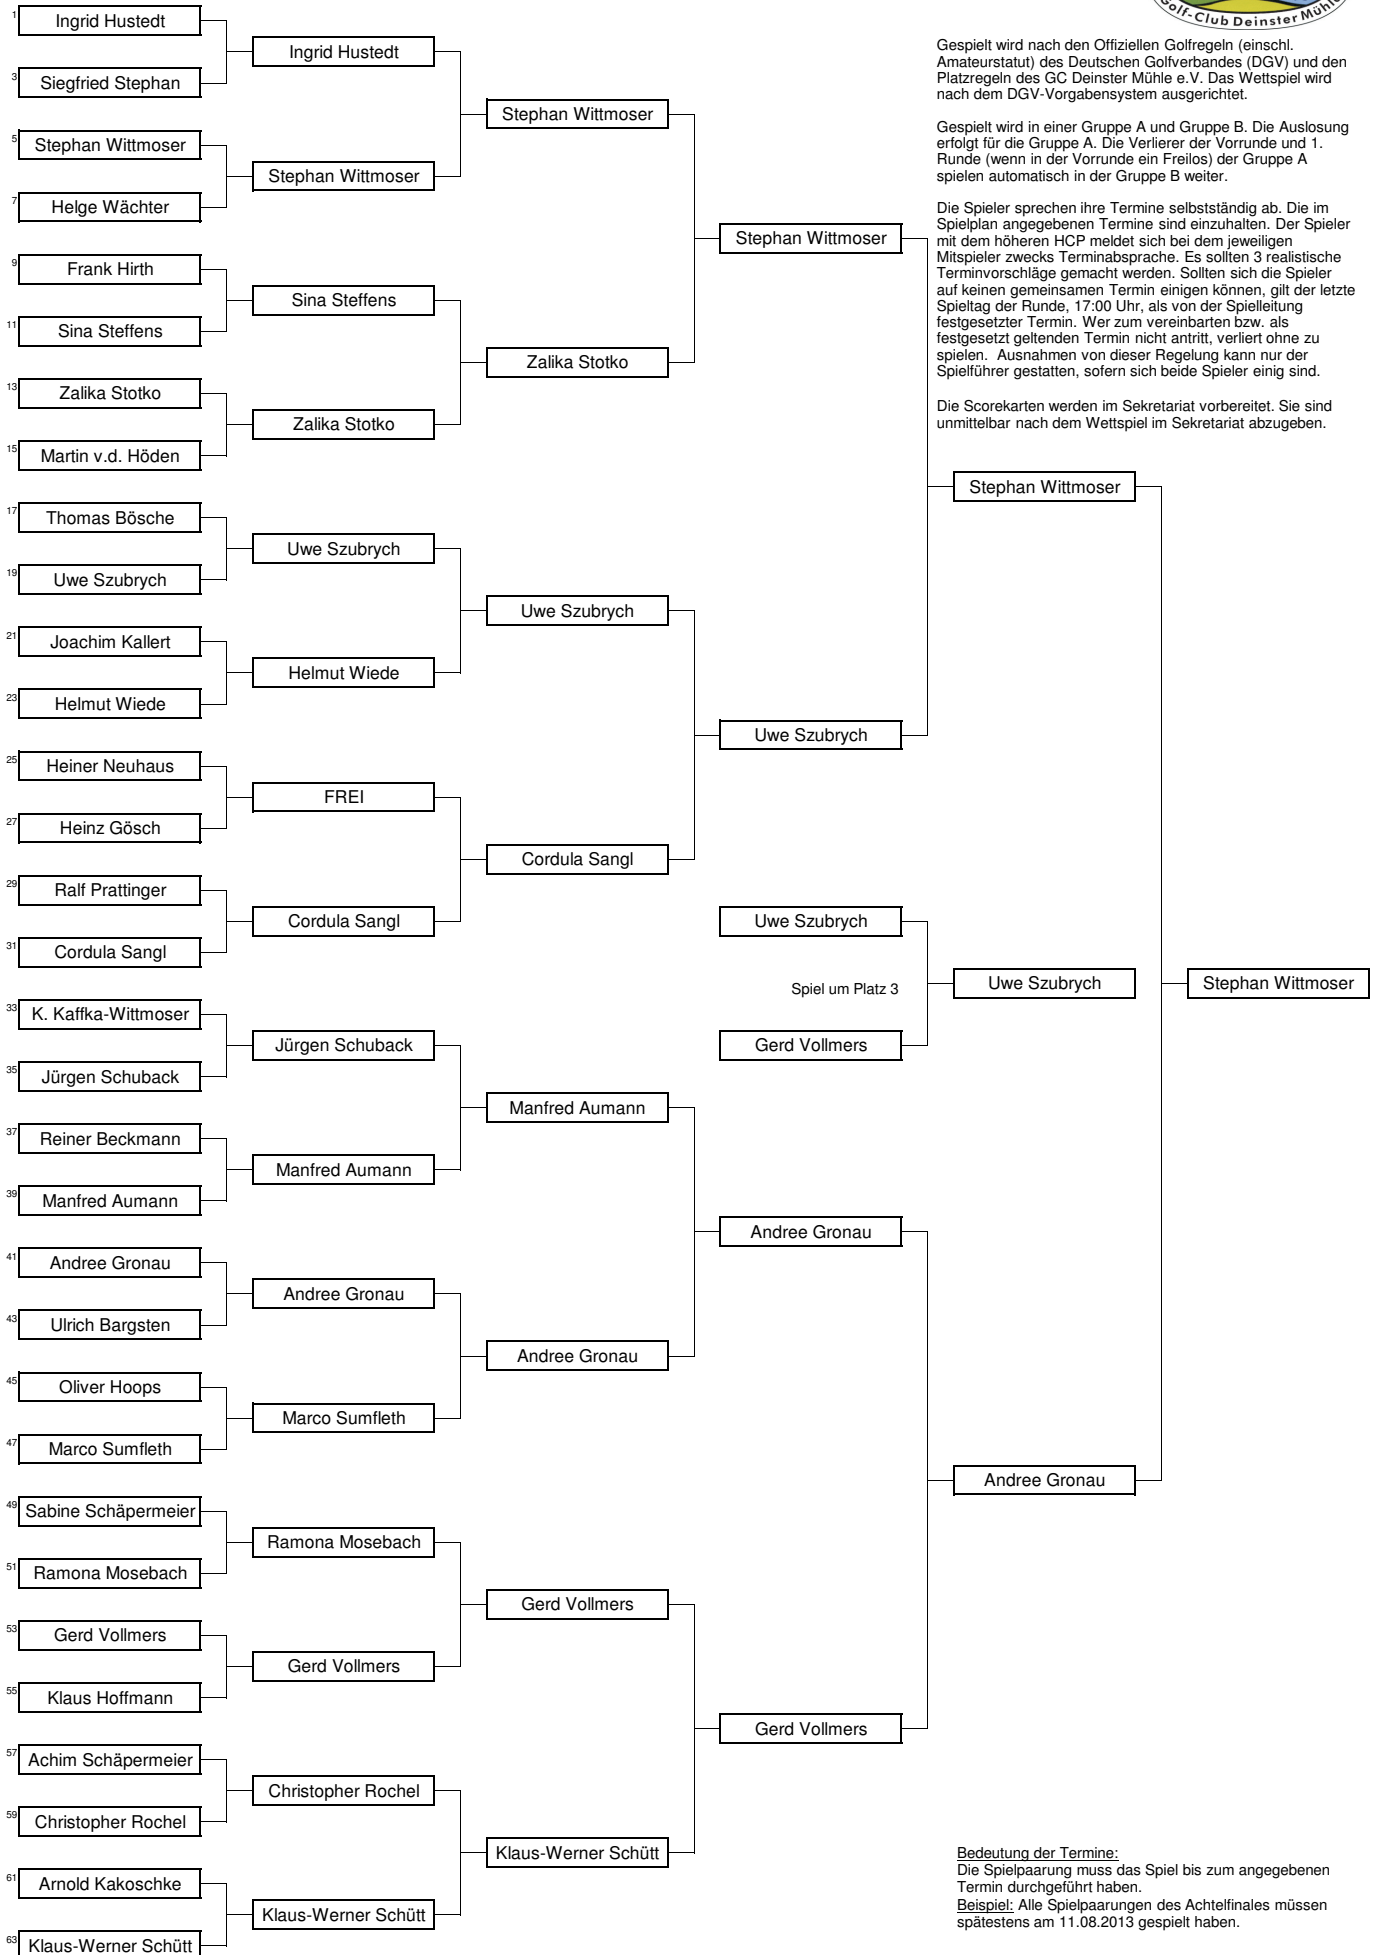 Golf-Club Deinster Mühle
Gespielt wird nach den Offiziellen Golfregeln (einschl.
Amateurstatut) des Deutschen Golfverbandes (DGV) und den
Platzregeln des GC Deinster Mühle e.V. Das Wettspiel wird
nach dem DGV-Vorgabensystem ausgerichtet.
Gespielt wird in einer Gruppe A und Gruppe B. Die Auslosung
erfolgt für die Gruppe A. Die Verlierer der Vorrunde und 1.
Runde (wenn in der Vorrunde ein Freilos) der Gruppe A
spielen automatisch in der Gruppe B weiter.
Die Spieler sprechen ihre Termine selbstständig ab. Die im
Spielplan angegebenen Termine sind einzuhalten. Der Spieler
mit dem höheren HCP meldet sich bei dem jeweiligen
Mitspieler zwecks Terminabsprache. Es sollten 3 realistische
Terminvorschläge gemacht werden. Sollten sich die Spieler
auf keinen gemeinsamen Termin einigen können, gilt der letzte
Spieltag der Runde, 17:00 Uhr, als von der Spielleitung
festgesetzter Termin. Wer zum vereinbarten bzw. als
festgesetzt geltenden Termin nicht antritt, verliert ohne zu
spielen. Ausnahmen von dieser Regelung kann nur der
Spielführer gestatten, sofern sich beide Spieler einig sind.
Die Scorekarten werden im Sekretariat vorbereitet. Sie sind
unmittelbar nach dem Wettspiel im Sekretariat abzugeben.
1 Ingrid Hustedt
3 Siegfried Stephan
5 Stephan Wittmoser
7 Helge Wächter
9 Frank Hirth
11 Sina Steffens
13 Zalika Stotko
15 Martin v.d. Höden
17 Thomas Bösche
19 Uwe Szubrych
21 Joachim Kallert
23 Helmut Wiede
25 Heiner Neuhaus
27 Heinz Gösch
29 Ralf Prattinger
31 Cordula Sangl
33 K. Kaffka-Wittmoser
35 Jürgen Schuback
37 Reiner Beckmann
39 Manfred Aumann
41 Andree Gronau
43 Ulrich Bargsten
45 Oliver Hoops
47 Marco Sumfleth
49 Sabine Schäpermeier
51 Ramona Mosebach
53 Gerd Vollmers
55 Klaus Hoffmann
57 Achim Schäpermeier
59 Christopher Rochel
61 Arnold Kakoschke
63 Klaus-Werner Schütt
Ingrid Hustedt
Stephan Wittmoser
Sina Steffens
Zalika Stotko
Uwe Szubrych
Helmut Wiede
FREI
Cordula Sangl
Jürgen Schuback
Manfred Aumann
Andree Gronau
Marco Sumfleth
Ramona Mosebach
Gerd Vollmers
Christopher Rochel
Klaus-Werner Schütt
Stephan Wittmoser
Zalika Stotko
Uwe Szubrych
Cordula Sangl
Manfred Aumann
Andree Gronau
Gerd Vollmers
Klaus-Werner Schütt
Stephan Wittmoser
Uwe Szubrych
Uwe Szubrych
Spiel um Platz 3
Gerd Vollmers
Andree Gronau
Gerd Vollmers
Stephan Wittmoser
Uwe Szubrych
Andree Gronau
Stephan Wittmoser
Bedeutung der Termine:
Die Spielpaarung muss das Spiel bis zum angegebenen
Termin durchgeführt haben.
Beispiel: Alle Spielpaarungen des Achtelfinales müssen
spätestens am 11.08.2013 gespielt haben.